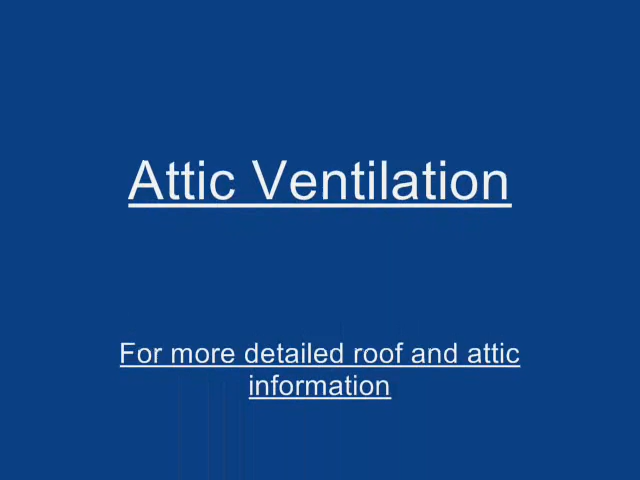 Attic Ventilation
For more detailed roof and attic
information